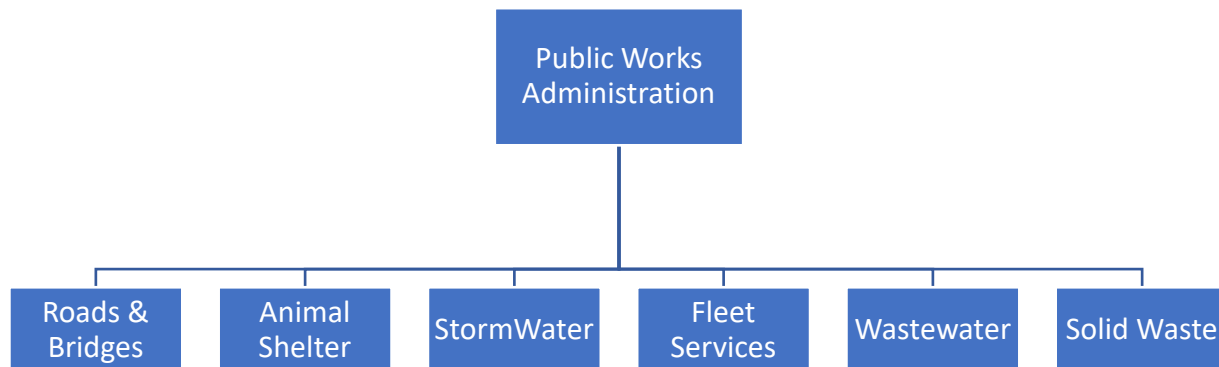 Public Works
Administration
Roads &
Bridges
Animal
Shelter
StormWater
Fleet
Services
Wastewater
Solid Waste